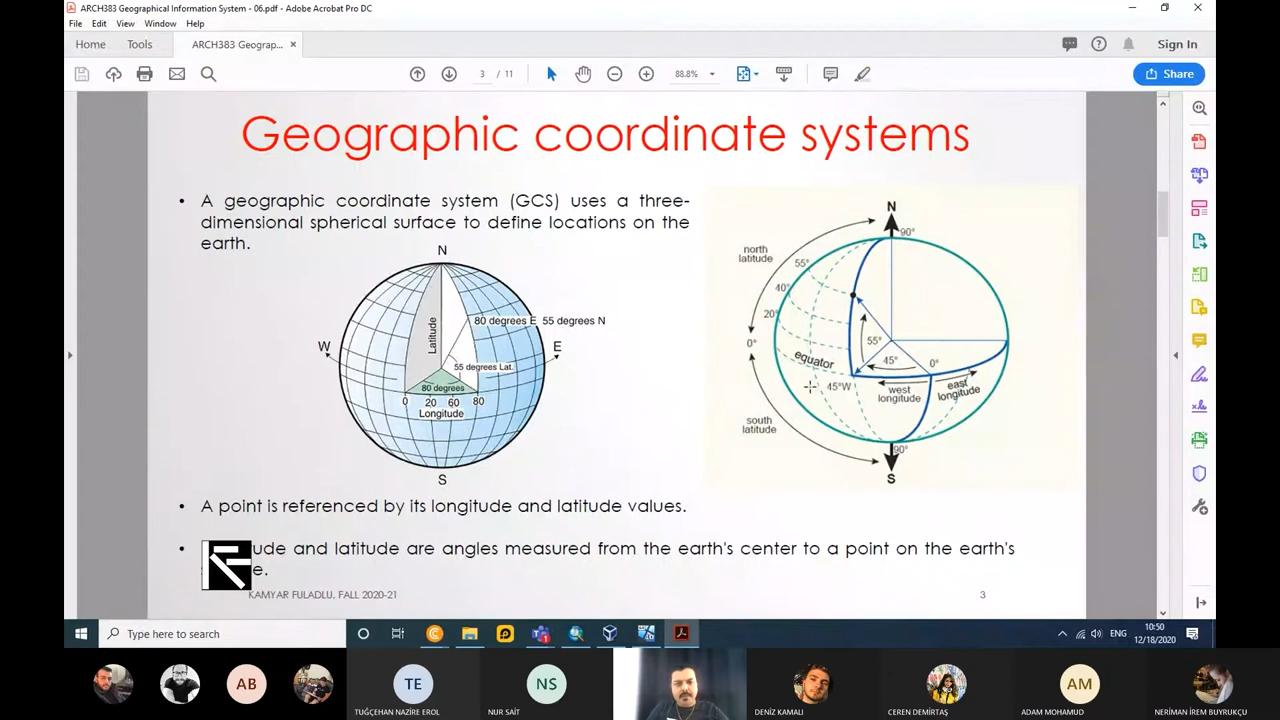 ARCH383 Geographical Information System - 06.pdf - Adobe Acrobat Pro DC
File Edit View Window Help
Home Tools ARCH383 Geograp... ×
Sign In
3 / 11
88.8%
Share
Geographic coordinate systems
• A geographic coordinate system (GCS) uses a three-
dimensional spherical surface to define locations on the
earth.
N
W
E
S
Latitude
80 degrees E 55 degrees N
55 degrees Lat.
80 degrees
0 20 60 80
Longitude
N
90°
north
latitude
55°
40°
20°
0°
equator
55°
45°
0°
45°W
west
longitude
east
longitude
south
latitude
90°
S
• A point is referenced by its longitude and latitude values.
• ude and latitude are angles measured from the earth's center to a point on the earth's
e.
KAMYAR FULADLU, FALL 2020-21
3
Type here to search
ENG
10:50
12/18/2020
AB
TE
TUĞÇEHAN NAZİRE EROL
NS
NUR SAIT
DENİZ KAMALI
CEREN DEMİRTAŞ
AM
ADAM MOHAMUD
NERİMAN İREM BUYRUKÇU